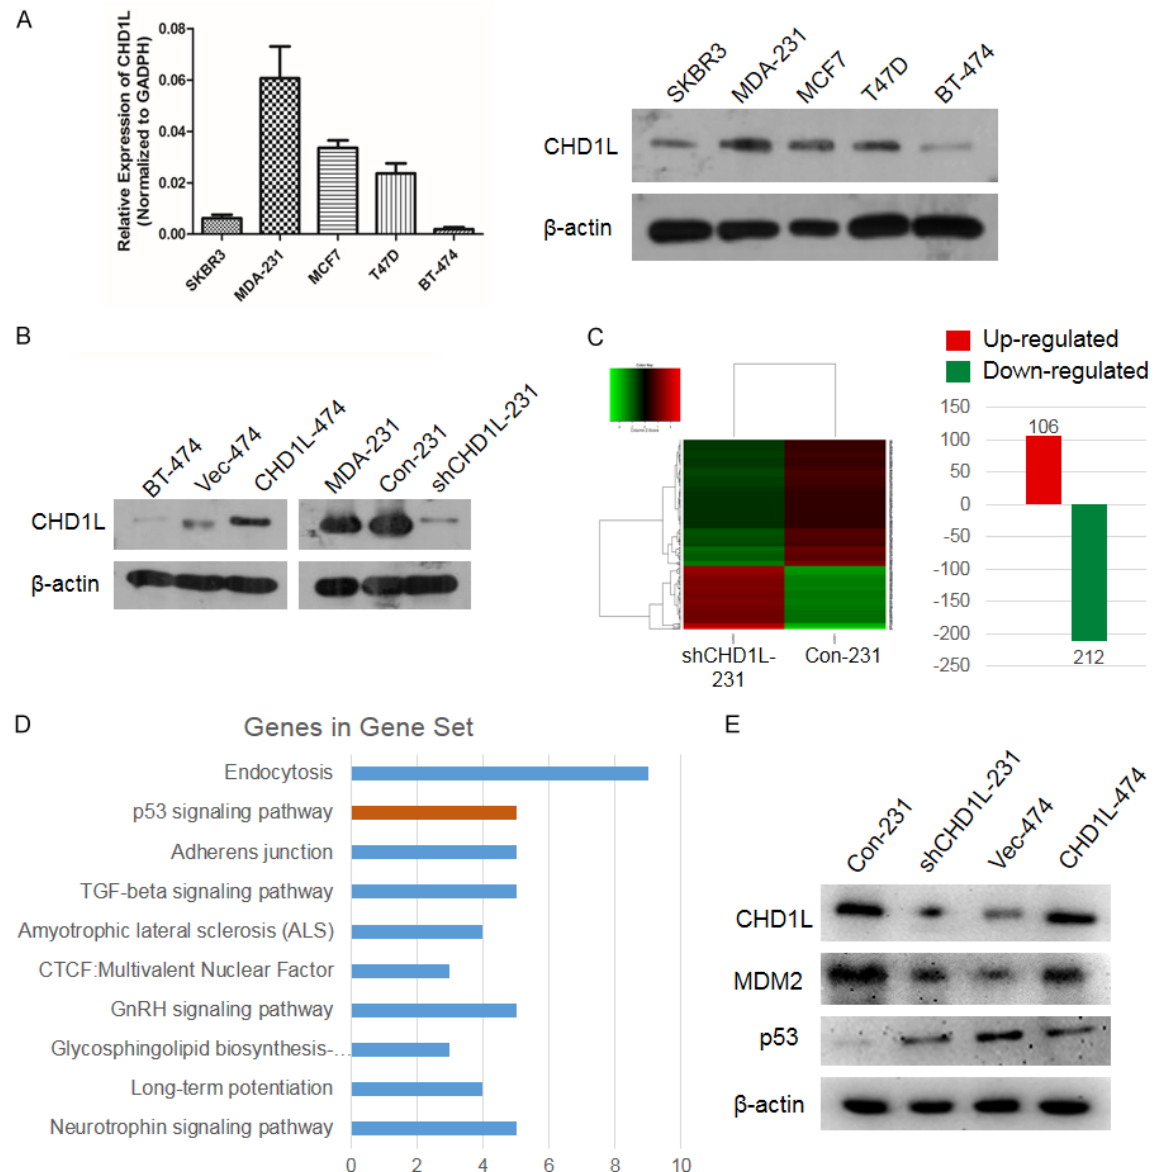 A
Relative Expression of CHD1L
(Normalized to GADPH)
0.08
0.06
0.04
0.02
0.00
SKBR3
MDA-231
MCF7
T47D
BT-474
SKBR3
MDA-231
MCF7
T47D
BT-474
CHD1L
β-actin
B
BT-474
Vec-474
CHD1L-474
MDA-231
Con-231
shCHD1L-231
CHD1L
β-actin
C
shCHD1L-
231
Con-231
Up-regulated
Down-regulated
150
100
50
0
-50
-100
-150
-200
-250
106
212
D
Genes in Gene Set
Endocytosis
p53 signaling pathway
Adherens junction
TGF-beta signaling pathway
Amyotrophic lateral sclerosis (ALS)
CTCF:Multivalent Nuclear Factor
GnRH signaling pathway
Glycosphingolipid biosynthesis-...
Long-term potentiation
Neurotrophin signaling pathway
0 2 4 6 8 10
E
Con-231
shCHD1L-231
Vec-474
CHD1L-474
CHD1L
MDM2
p53
β-actin